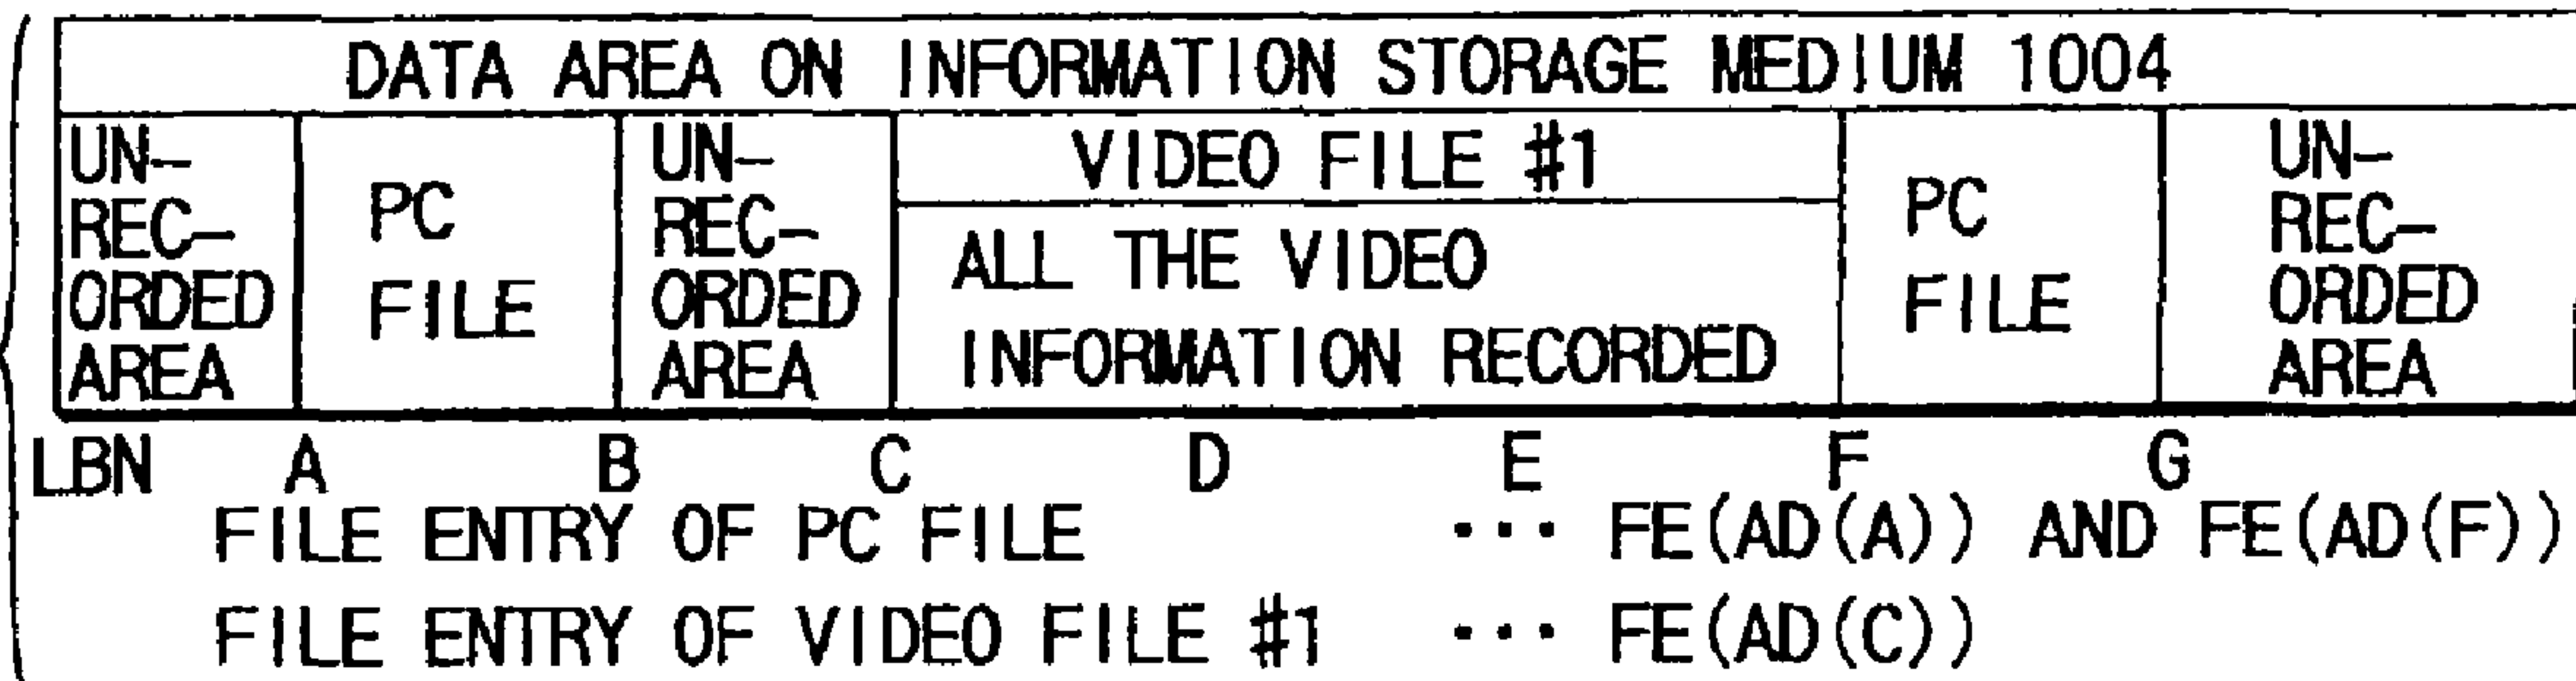 DATA AREA ON INFORMATION STORAGE MEDIUM 1004
UN-
REC-
ORDED
AREA
PC
FILE
UN-
REC-
ORDED
AREA
VIDEO FILE #1
ALL THE VIDEO
INFORMATION RECORDED
PC
FILE
UN-
REC-
ORDED
AREA
LBN A B C D E F G
FILE ENTRY OF PC FILE ··· FE(AD(A)) AND FE(AD(F))
FILE ENTRY OF VIDEO FILE #1 ··· FE(AD(C))